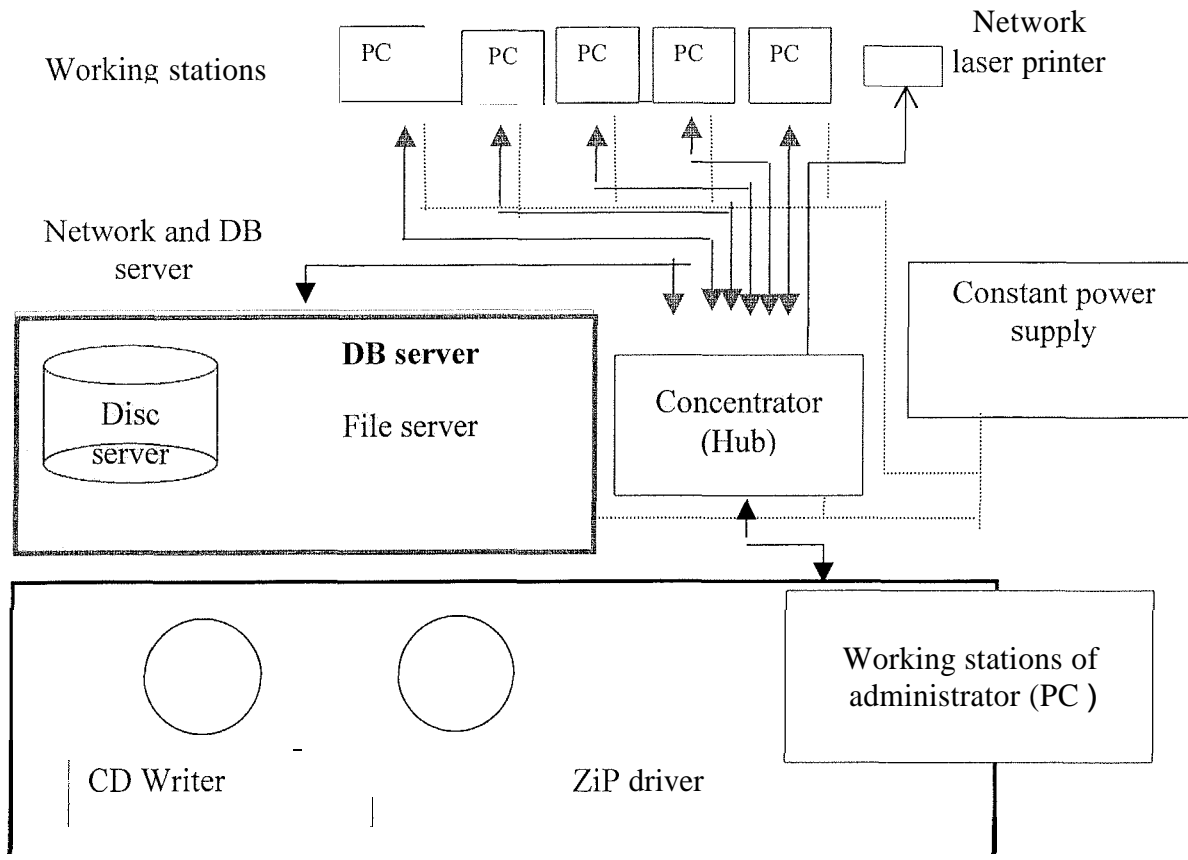 Network
laser printer
Working stations
PC
PC
PC
PC
PC
Network and DB
server
Constant power
supply
DB server
File server
Disc
server
Concentrator
(Hub)
Working stations of
administrator (PC)
CD Writer
ZiP driver